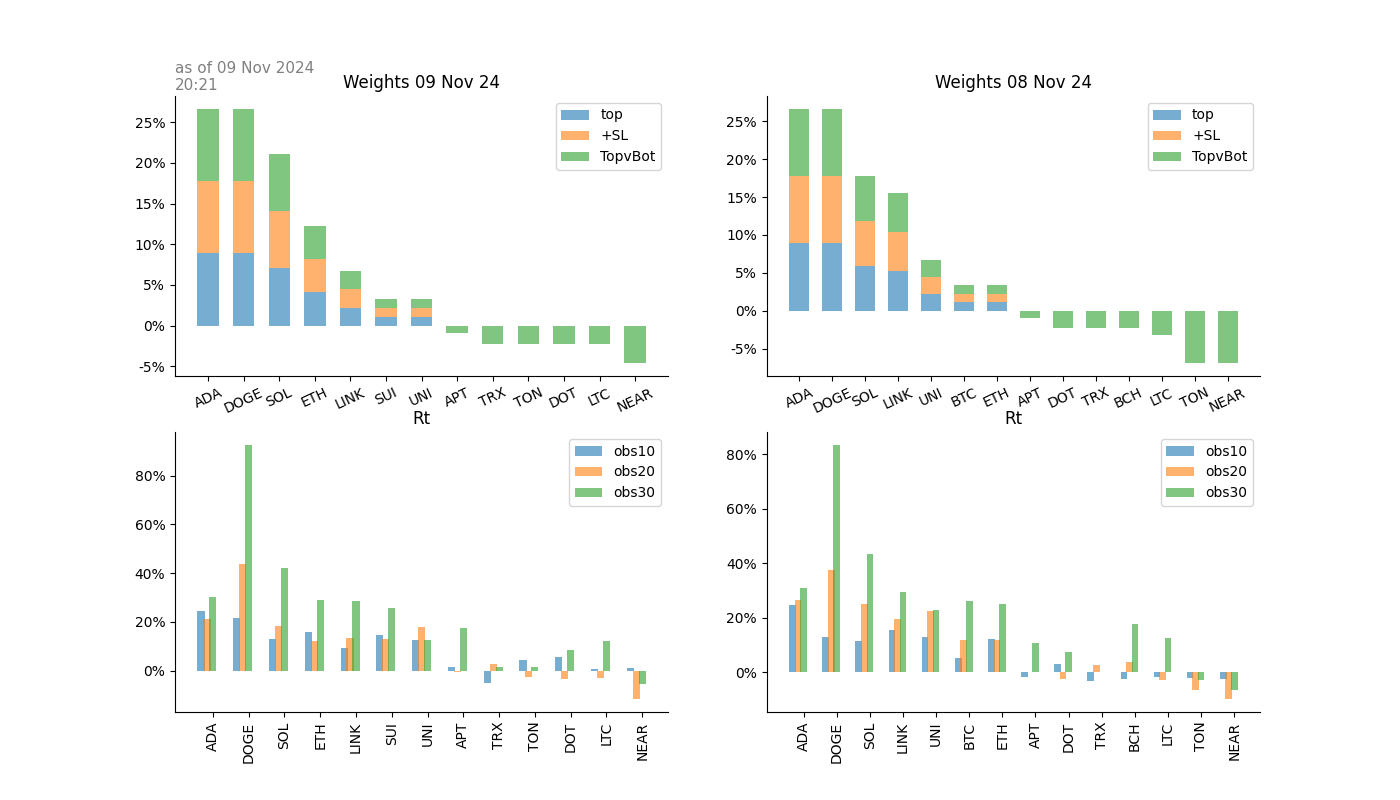 as of 09 Nov 2024
20:21
Weights 09 Nov 24
25%
20%
15%
10%
5%
0%
-5%
top
+SL
TopvBot
ADA DOGE SOL ETH LINK SUI UNI APT TRX TON DOT LTC NEAR
Weights 08 Nov 24
25%
20%
15%
10%
5%
0%
-5%
top
+SL
TopvBot
ADA DOGE SOL LINK UNI BTC ETH APT DOT TRX BCH LTC TON NEAR
Rt
80%
60%
40%
20%
0%
obs10
obs20
obs30
ADA DOGE SOL ETH LINK SUI UNI APT TRX TON DOT LTC NEAR
Rt
80%
60%
40%
20%
0%
obs10
obs20
obs30
ADA DOGE SOL LINK UNI BTC ETH APT DOT TRX BCH LTC TON NEAR